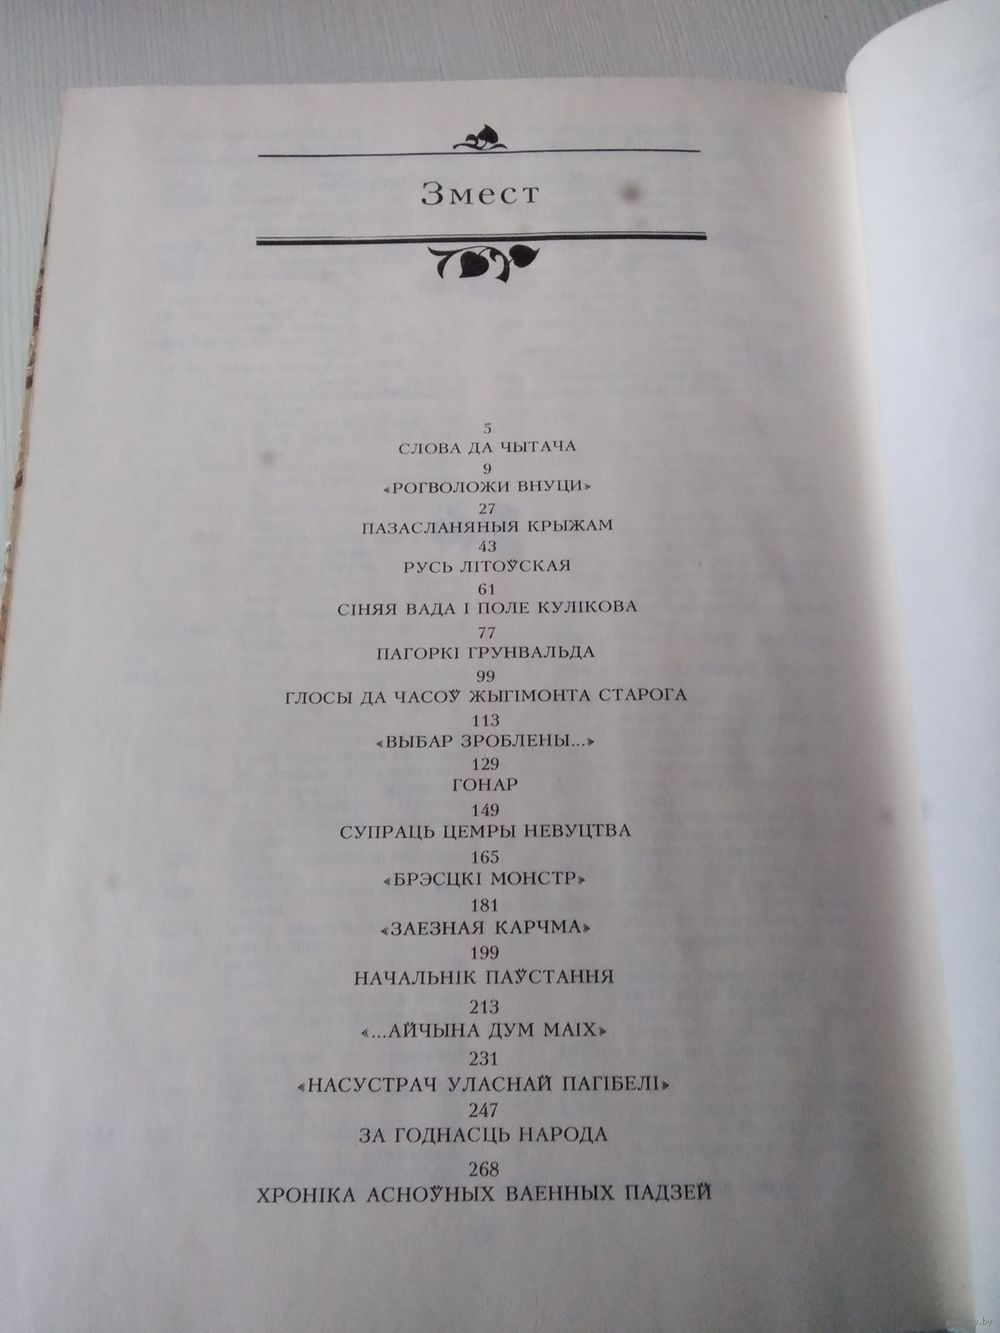 Змест
5
СЛОВА ДА ЧЫТАЧА
9
«РОГВОЛОЖИ ВНУЦИ»
27
ПАЗАСЛАНЯНЫЯ КРЫЖАМ
43
РУСЬ ЛІТОЎСКАЯ
61
СІНЯЯ ВАДА І ПОЛЕ КУЛІКОВА
77
ПАГОРКІ ГРУНВАЛЬДА
99
ГЛОСЫ ДА ЧАСОЎ ЖЫГІМОНТА СТАРОГА
113
«ВЫБАР ЗРОБЛЕНЫ...»
129
ГОНАР
149
СУПРАЦЬ ЦЕМРЫ НЕВУЦТВА
165
«БРЭСЦКІ МОНСТР»
181
«ЗАЕЗНАЯ КАРЧМА»
199
НАЧАЛЬНІК ПАЎСТАННЯ
213
«...АЙЧЫНА ДУМ МАІХ»
231
«НАСУСТРАЧ УЛАСНАЙ ПАГІБЕЛІ»
247
ЗА ГОДНАСЦЬ НАРОДА
268
ХРОНІКА АСНОЎНЫХ ВАЕННЫХ ПАДЗЕЙ